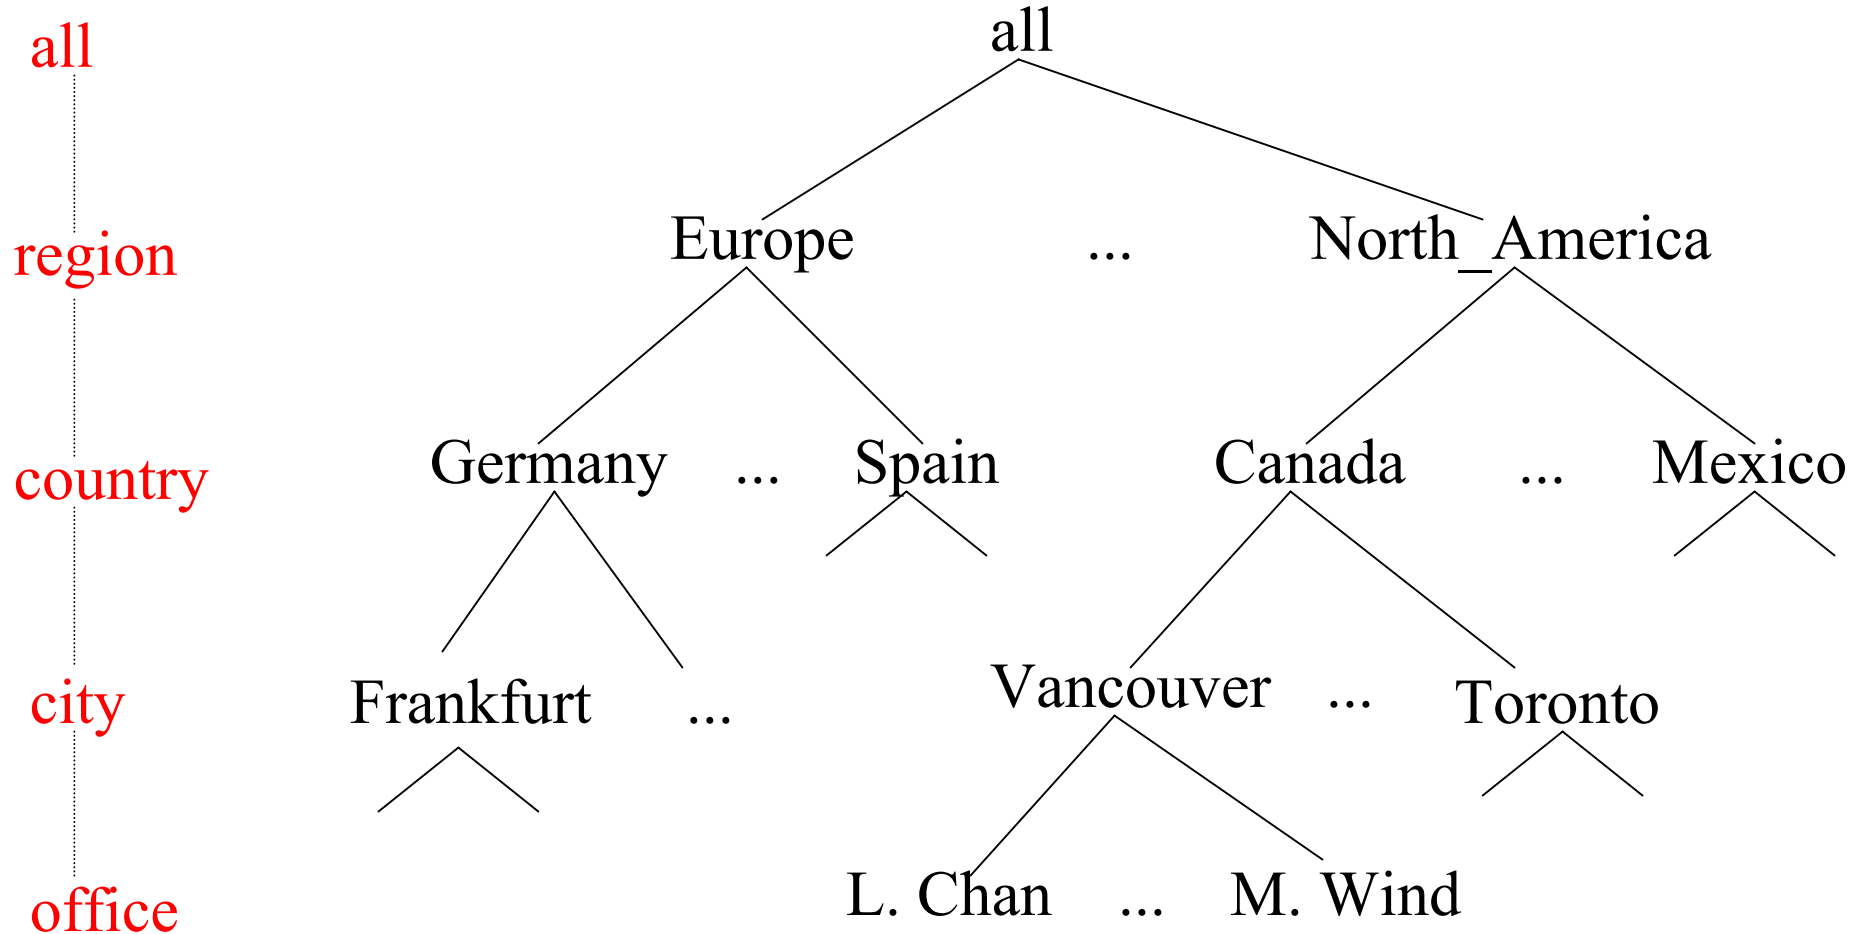 all all
region Europe ... North_America
country Germany ... Spain Canada ... Mexico
city Frankfurt ... Vancouver ... Toronto
office L. Chan ... M. Wind